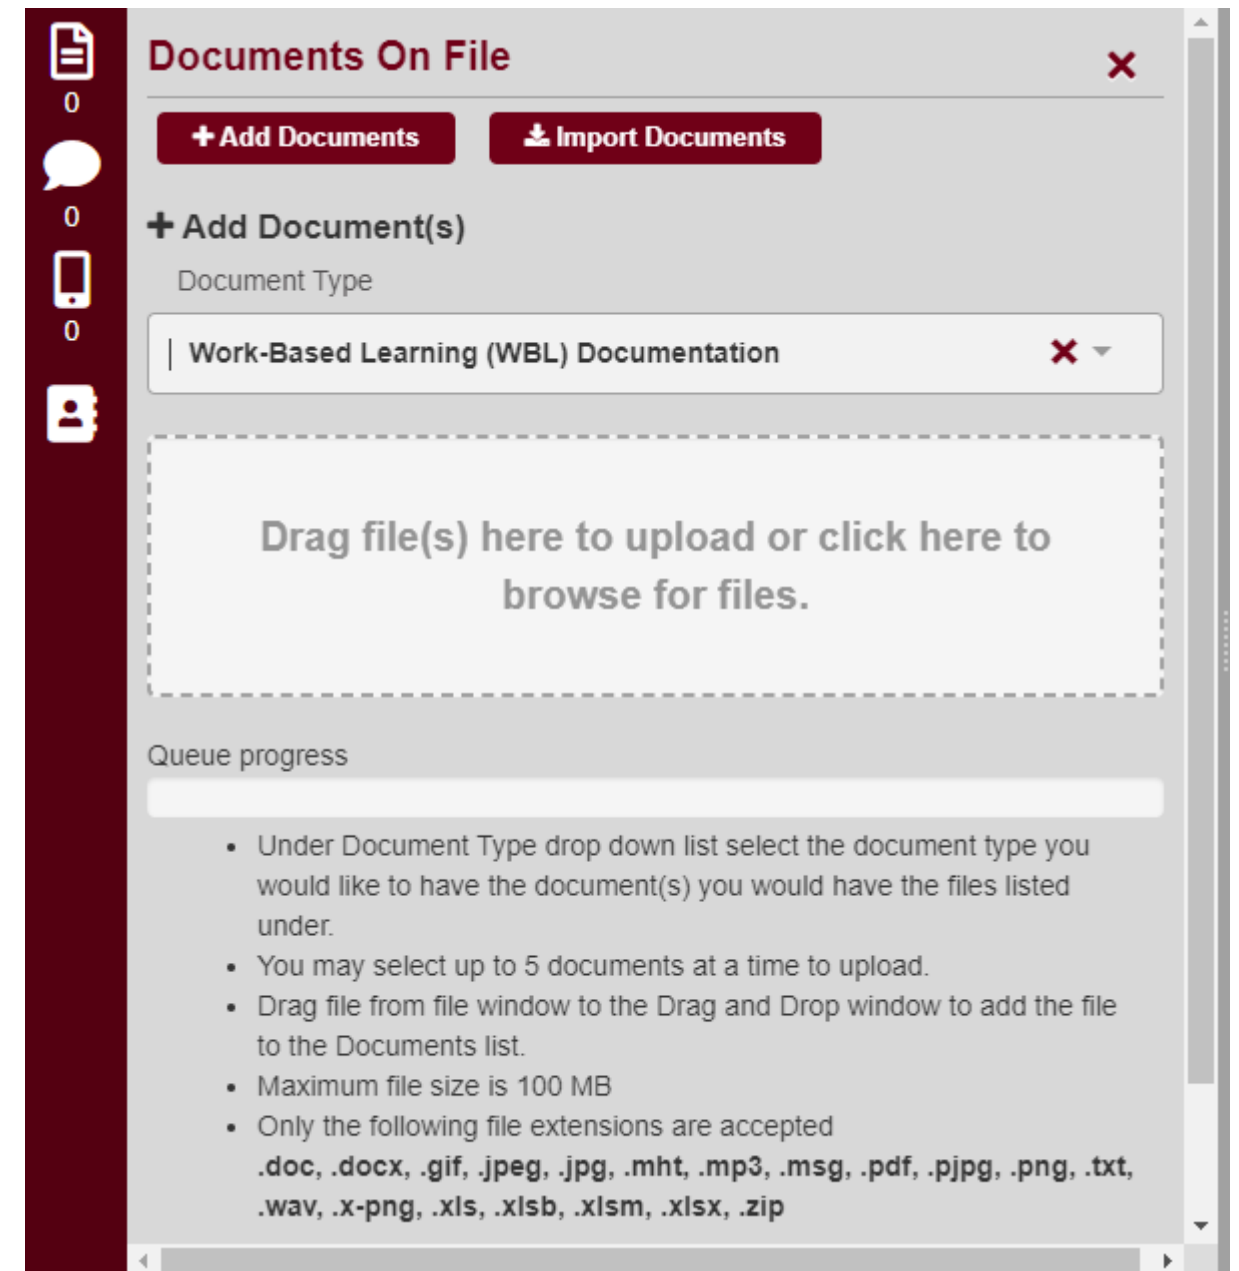 Documents On File
0
Add Documents
Import Documents
0
Add Document(s)
Document Type
0
Work-Based Learning (WBL) Documentation
Drag file(s) here to upload or click here to
browse for files.
Queue progress
• Under Document Type drop down list select the document type you
would like to have the document(s) you would have the files listed
under.
• You may select up to 5 documents at a time to upload.
• Drag file from file window to the Drag and Drop window to add the file
to the Documents list.
• Maximum file size is 100 MB
• Only the following file extensions are accepted
.doc, .docx, .gif, .jpeg, .jpg, .mht, .mp3, .msg, .pdf, .pjpg, .png, .txt,
.wav, .x-png, .xls, .xlsb, .xlsm, .xlsx, .zip